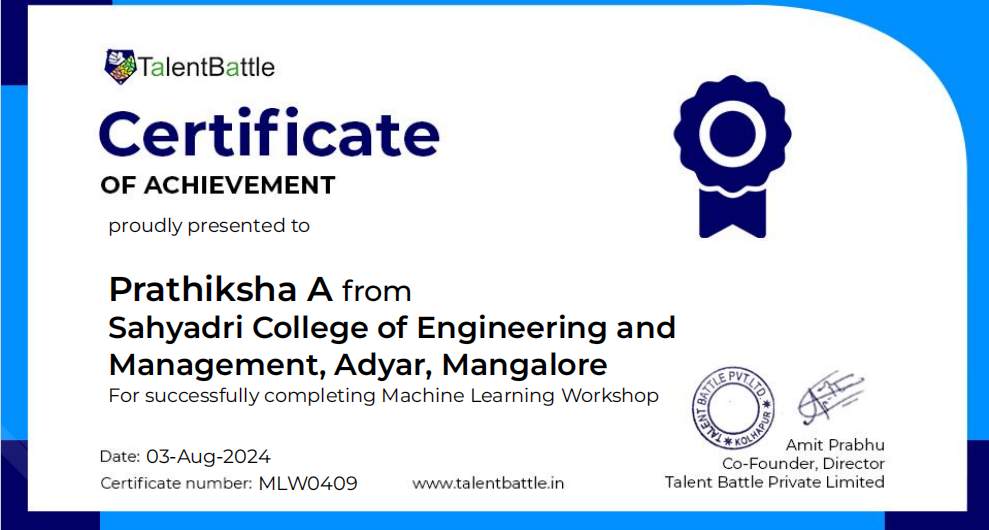 TalentBattle
Certificate
OF ACHIEVEMENT
proudly presented to
Prathiksha A from
Sahyadri College of Engineering and
Management, Adyar, Mangalore
For successfully completing Machine Learning Workshop
TALENT BATTLE PVT.LTD.
★ KOLHAPUR ★
Amit Prabhu
Co-Founder, Director
Talent Battle Private Limited
Date: 03-Aug-2024
Certificate number: MLW0409
www.talentbattle.in